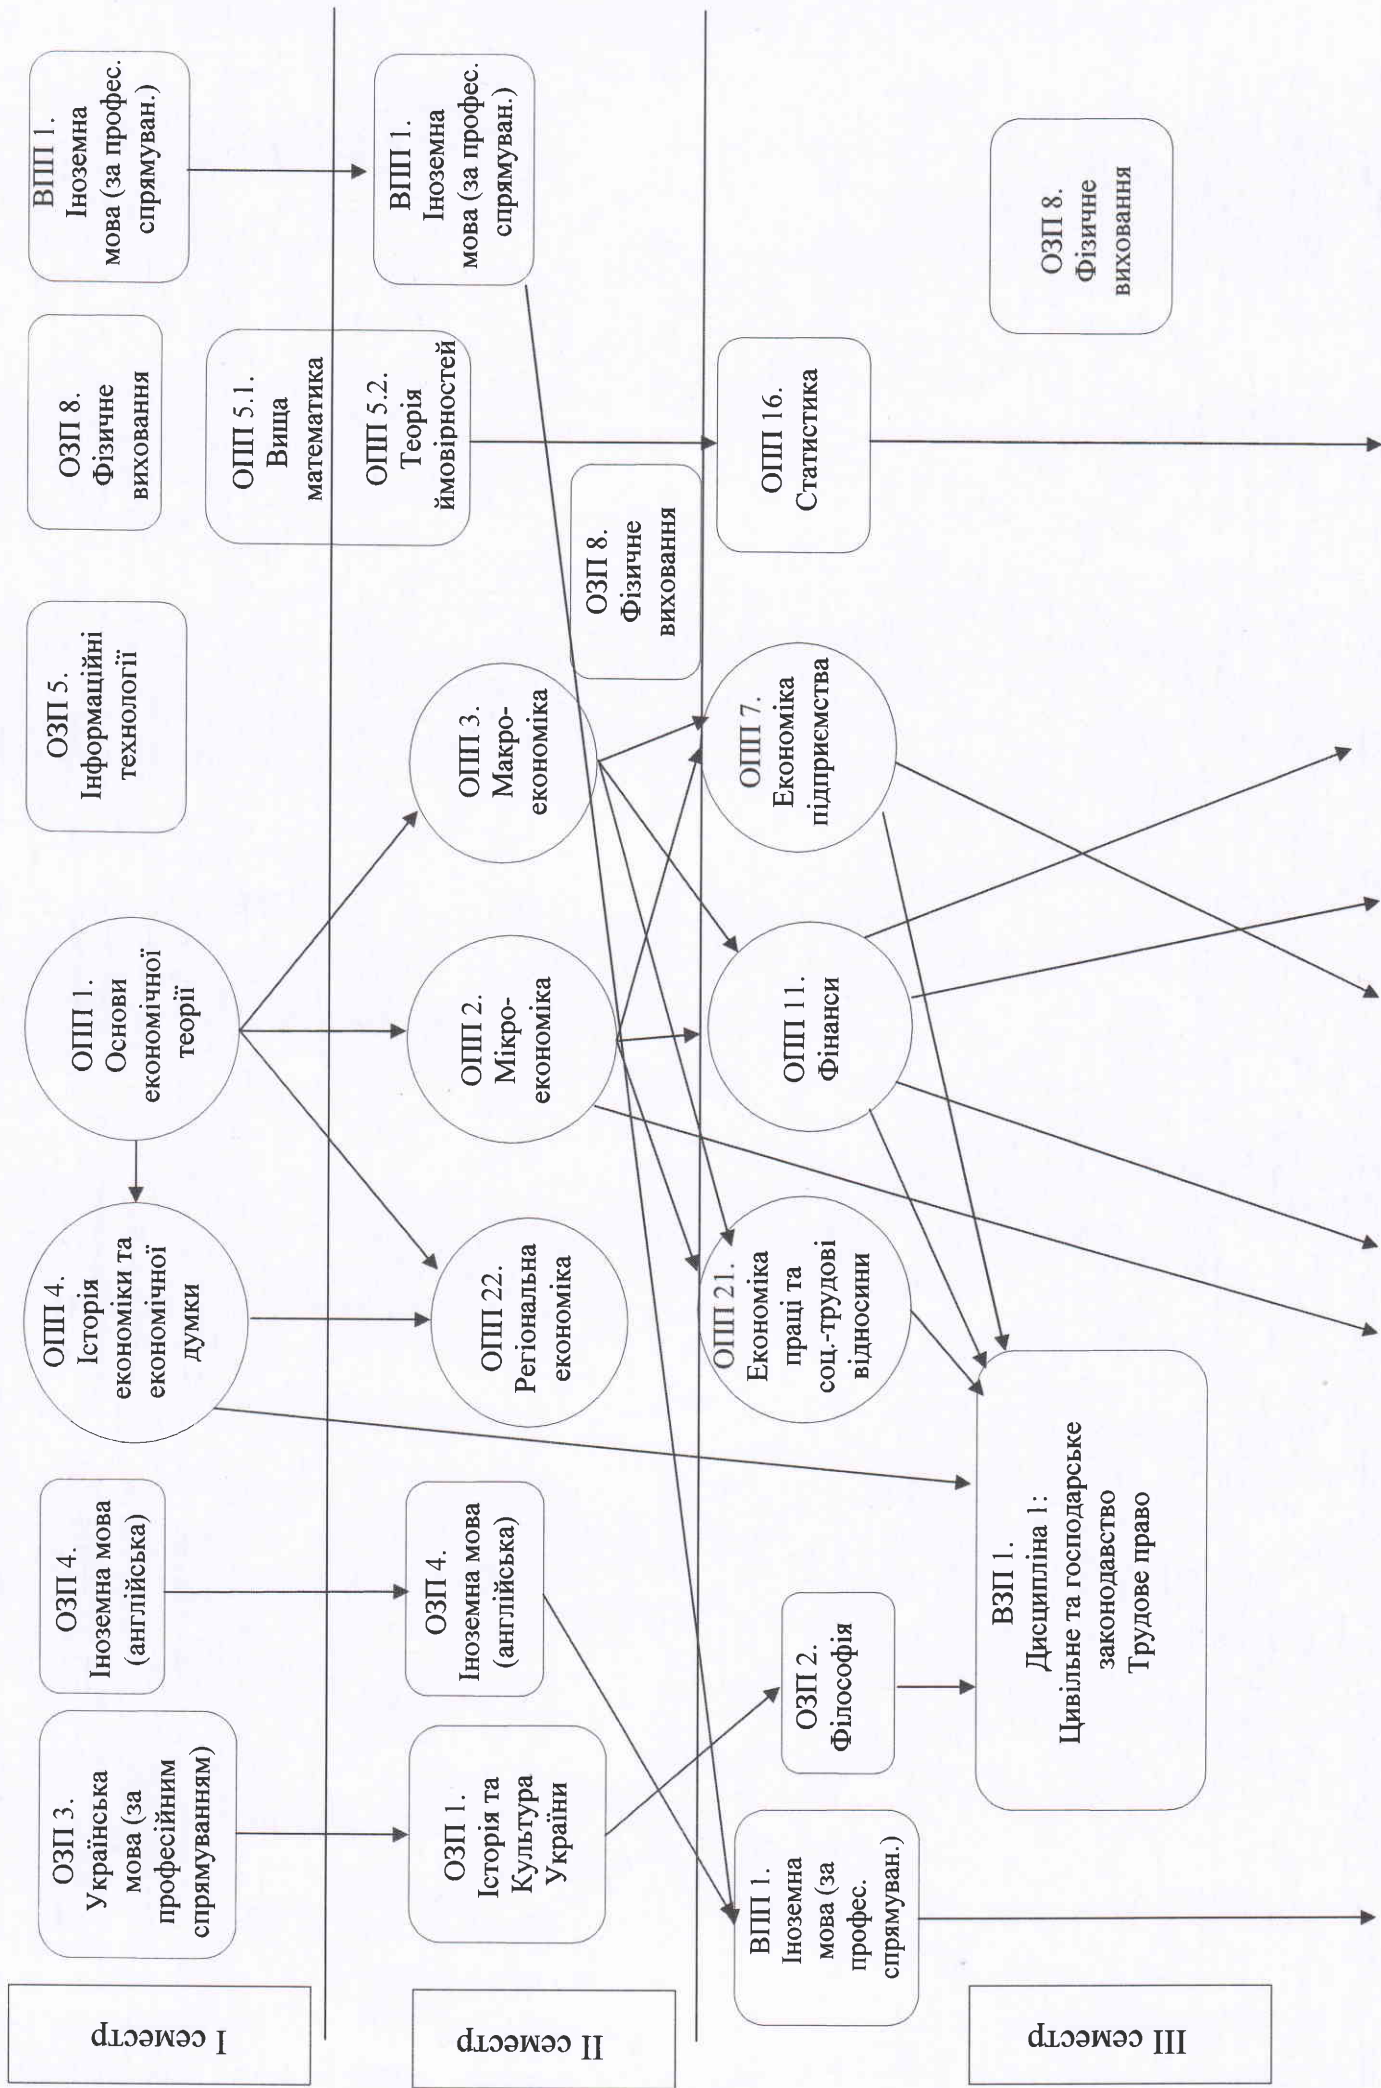 I семестр
ОЗП 3.
Українська
мова (за
професійним
спрямуванням)
ОЗП 4.
Іноземна мова
(англійська)
ОПП 4.
Історія
економіки та
економічної
думки
ОПП 1.
Основи
економічної
теорії
ОЗП 5.
Інформаційні
технології
ОЗП 8.
Фізичне
виховання
ВПП 1.
Іноземна
мова (за профес.
спрямуван.)
ОПП 5.1.
Вища
математика
II семестр
ОЗП 1.
Історія та
Культура
України
ОЗП 4.
Іноземна мова
(англійська)
ОПП 22.
Регіональна
економіка
ОПП 2.
Мікро-
економіка
ОПП 3.
Макро-
економіка
ОПП 5.2.
Теорія
ймовірностей
ВПП 1.
Іноземна
мова (за профес.
спрямуван.)
ОЗП 8.
Фізичне
виховання
III семестр
ВПП 1.
Іноземна
мова (за
профес.
спрямуван.)
ОЗП 2.
Філософія
ОПП 21.
Економіка
праці та
соц.-трудові
відносини
ОПП 11.
Фінанси
ОПП 7.
Економіка
підприємства
ОПП 16.
Статистика
ВЗП 1.
Дисципліна 1:
Цивільне та господарське
законодавство
Трудове право
ОЗП 8.
Фізичне
виховання